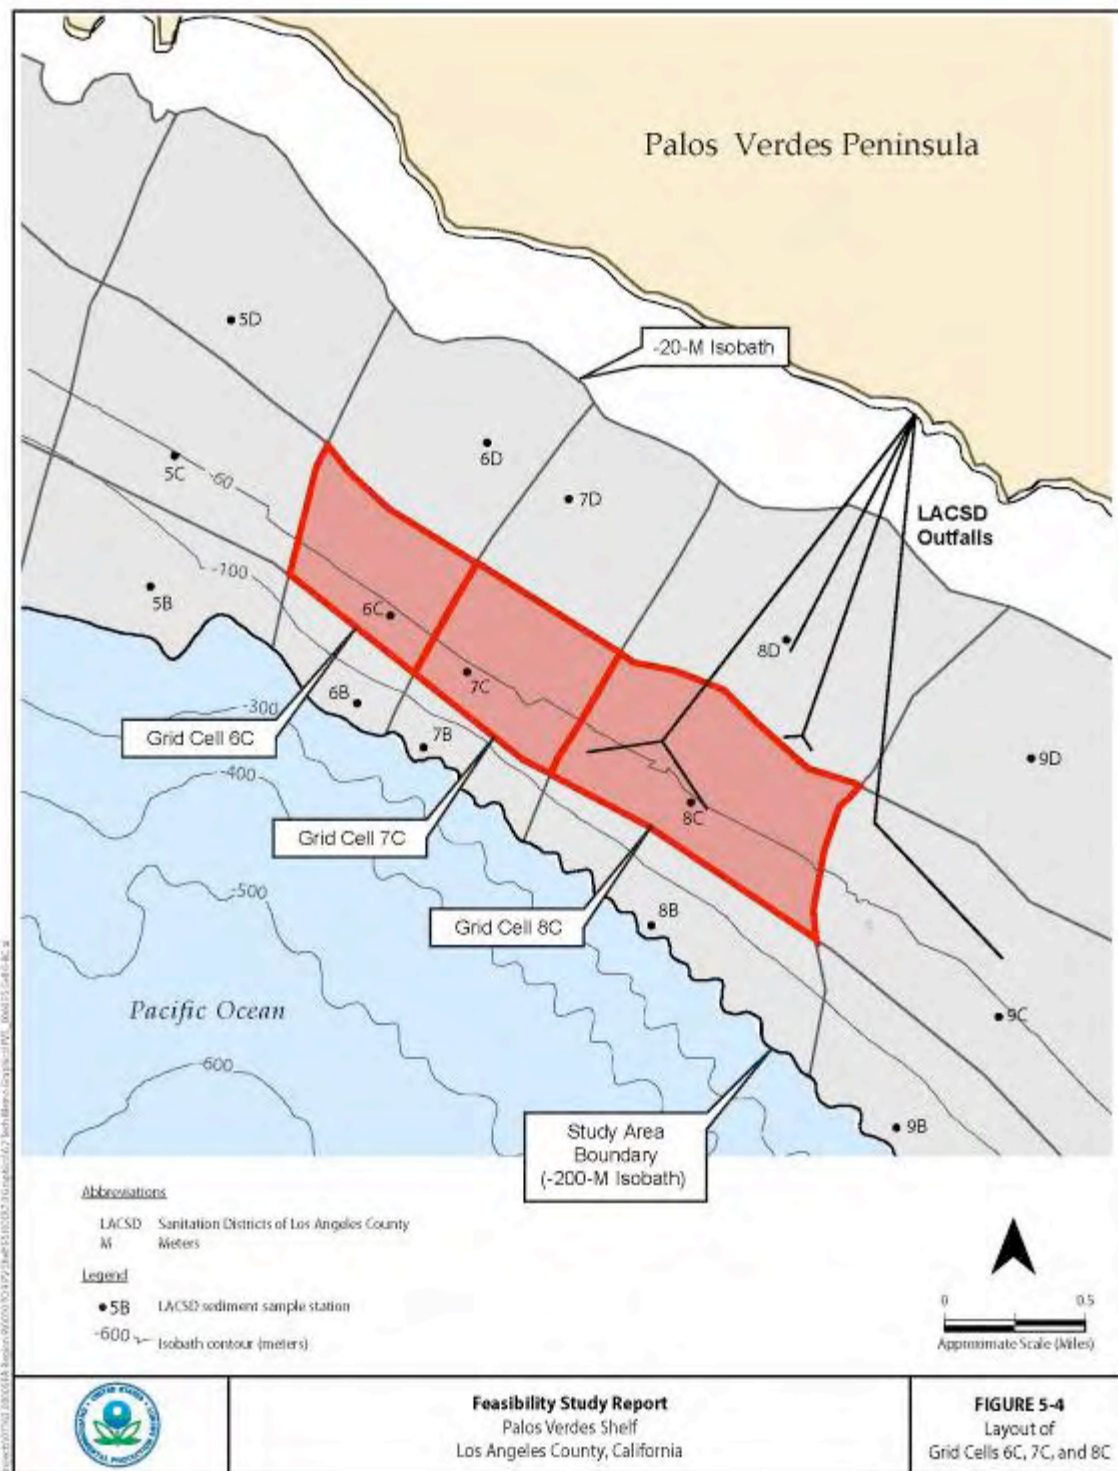 Palos Verdes Peninsula
5D
-20-M Isobath
6D
5C
-60
7D
LACSD
Outfalls
-100
5B
6C
8D
7C
6B
-300
Grid Cell 6C
7B
9D
-400
8C
Grid Cell 7C
-500
8B
Grid Cell 8C
Pacific Ocean
9C
-600
9B
Study Area
Boundary
(-200-M Isobath)
Abbreviations
LACSD Sanitation Districts of Los Angeles County
M Meters
Legend
5B LACSD sediment sample station
-600 Isobath contour (meters)
0 0.5
Approximate Scale (Miles)
Feasibility Study Report
Palos Verdes Shelf
Los Angeles County, California
FIGURE 5-4
Layout of
Grid Cells 6C, 7C, and 8C